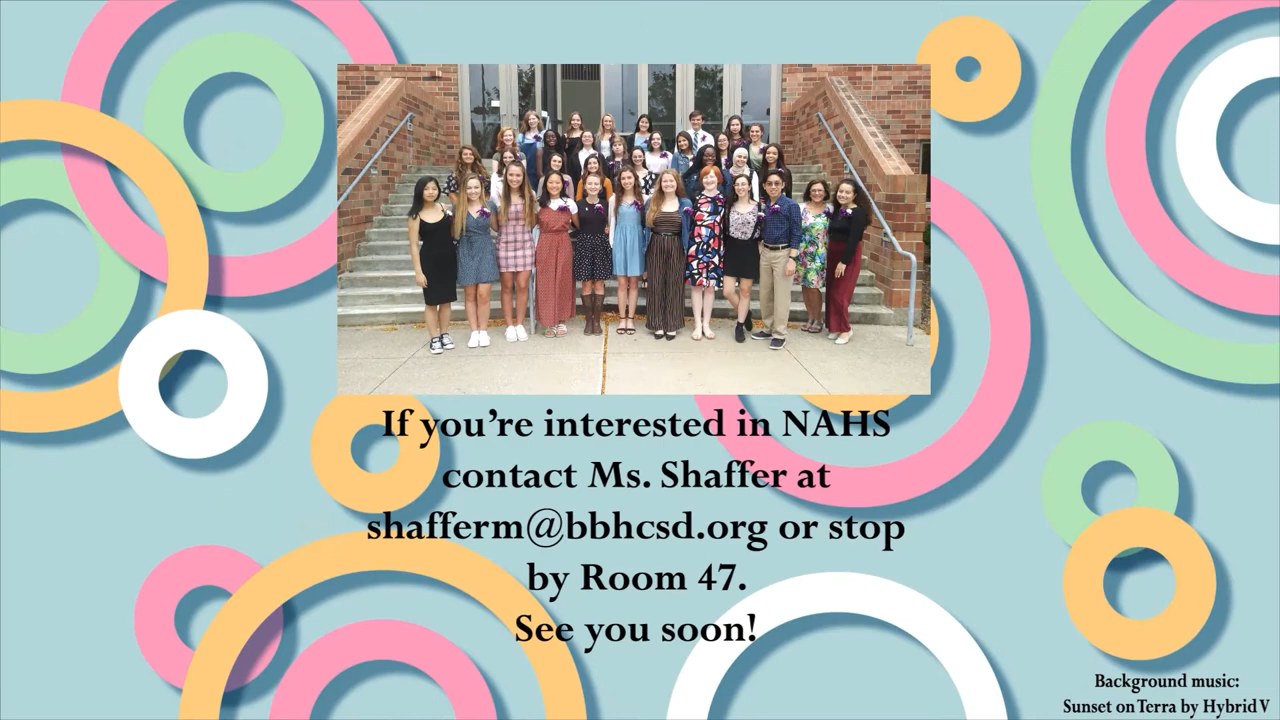 If you’re interested in NAHS
contact Ms. Shaffer at
shafferm@bbhcsd.org or stop
by Room 47.
See you soon!
Background music:
Sunset on Terra by Hybrid V